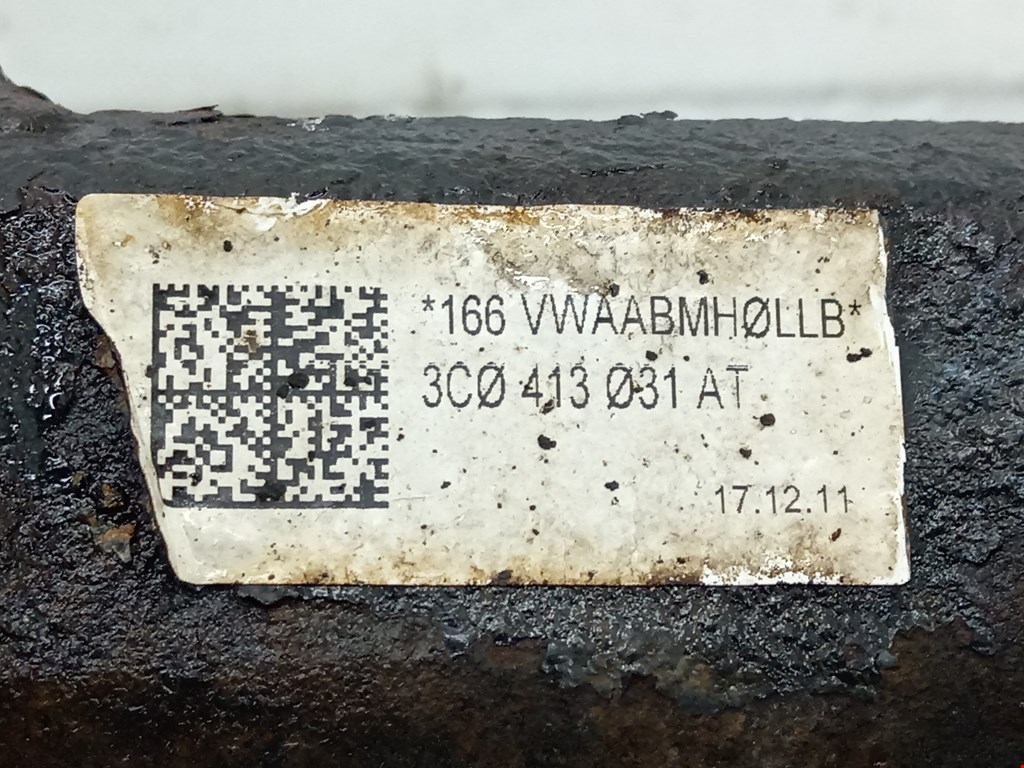 *166 VWAABMHØLLB*
3CØ 413 Ø31 AT
17.12.11